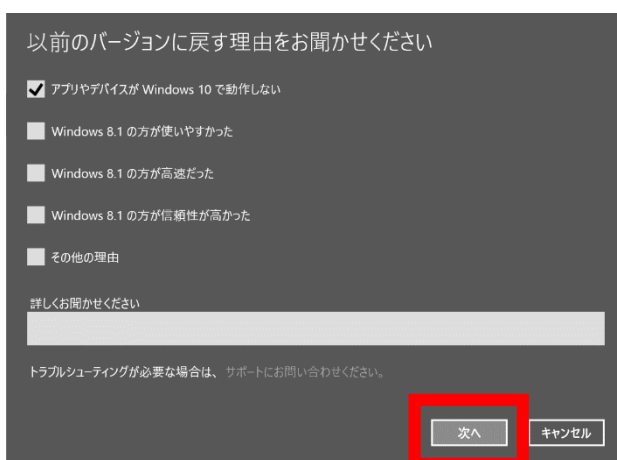 以前のバージョンに戻す理由をお聞かせください
アプリやデバイスが Windows 10 で動作しない
Windows 8.1 の方が使いやすかった
Windows 8.1 の方が高速だった
Windows 8.1 の方が信頼性が高かった
その他の理由
詳しくお聞かせください
トラブルシューティングが必要な場合は、サポートにお問い合わせください。
次へ
キャンセル